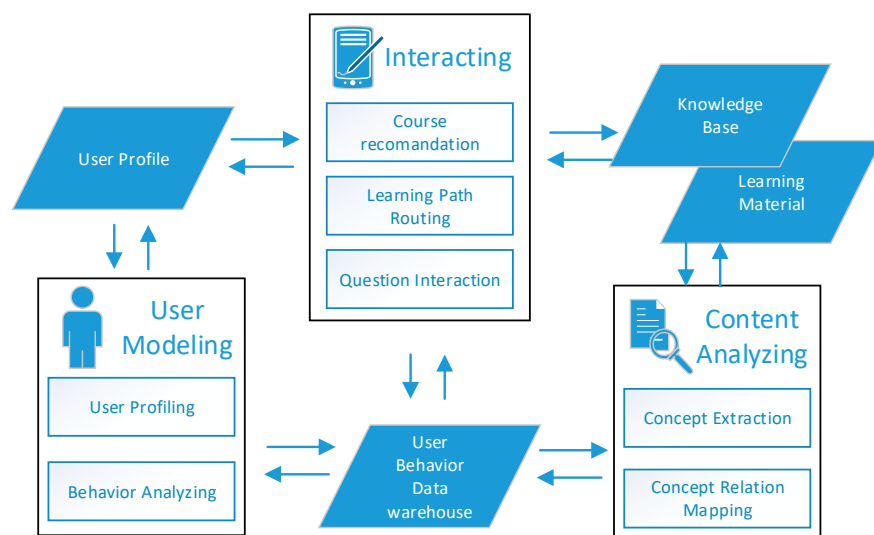 Interacting
Course
recomandation
Learning Path
Routing
Question Interaction
User Profile
Knowledge
Base
Learning
Material
User
Modeling
User Profiling
Behavior Analyzing
User
Behavior
Data
warehouse
Content
Analyzing
Concept Extraction
Concept Relation
Mapping